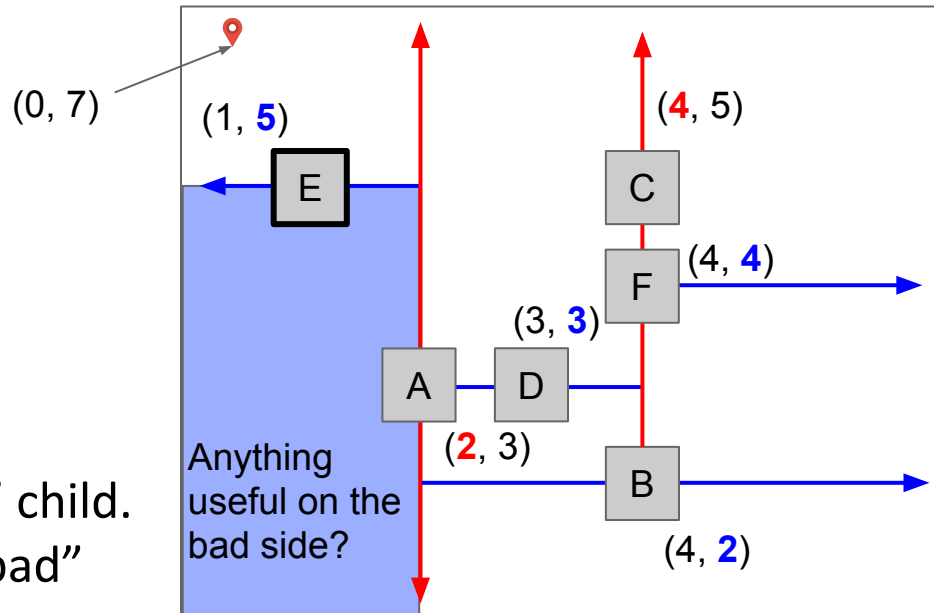 (0, 7)
(1, 5)
(4, 5)
E
C
F
(4, 4)
(3, 3)
A
D
(2, 3)
Anything
useful on the
bad side?
B
(4, 2)
child.